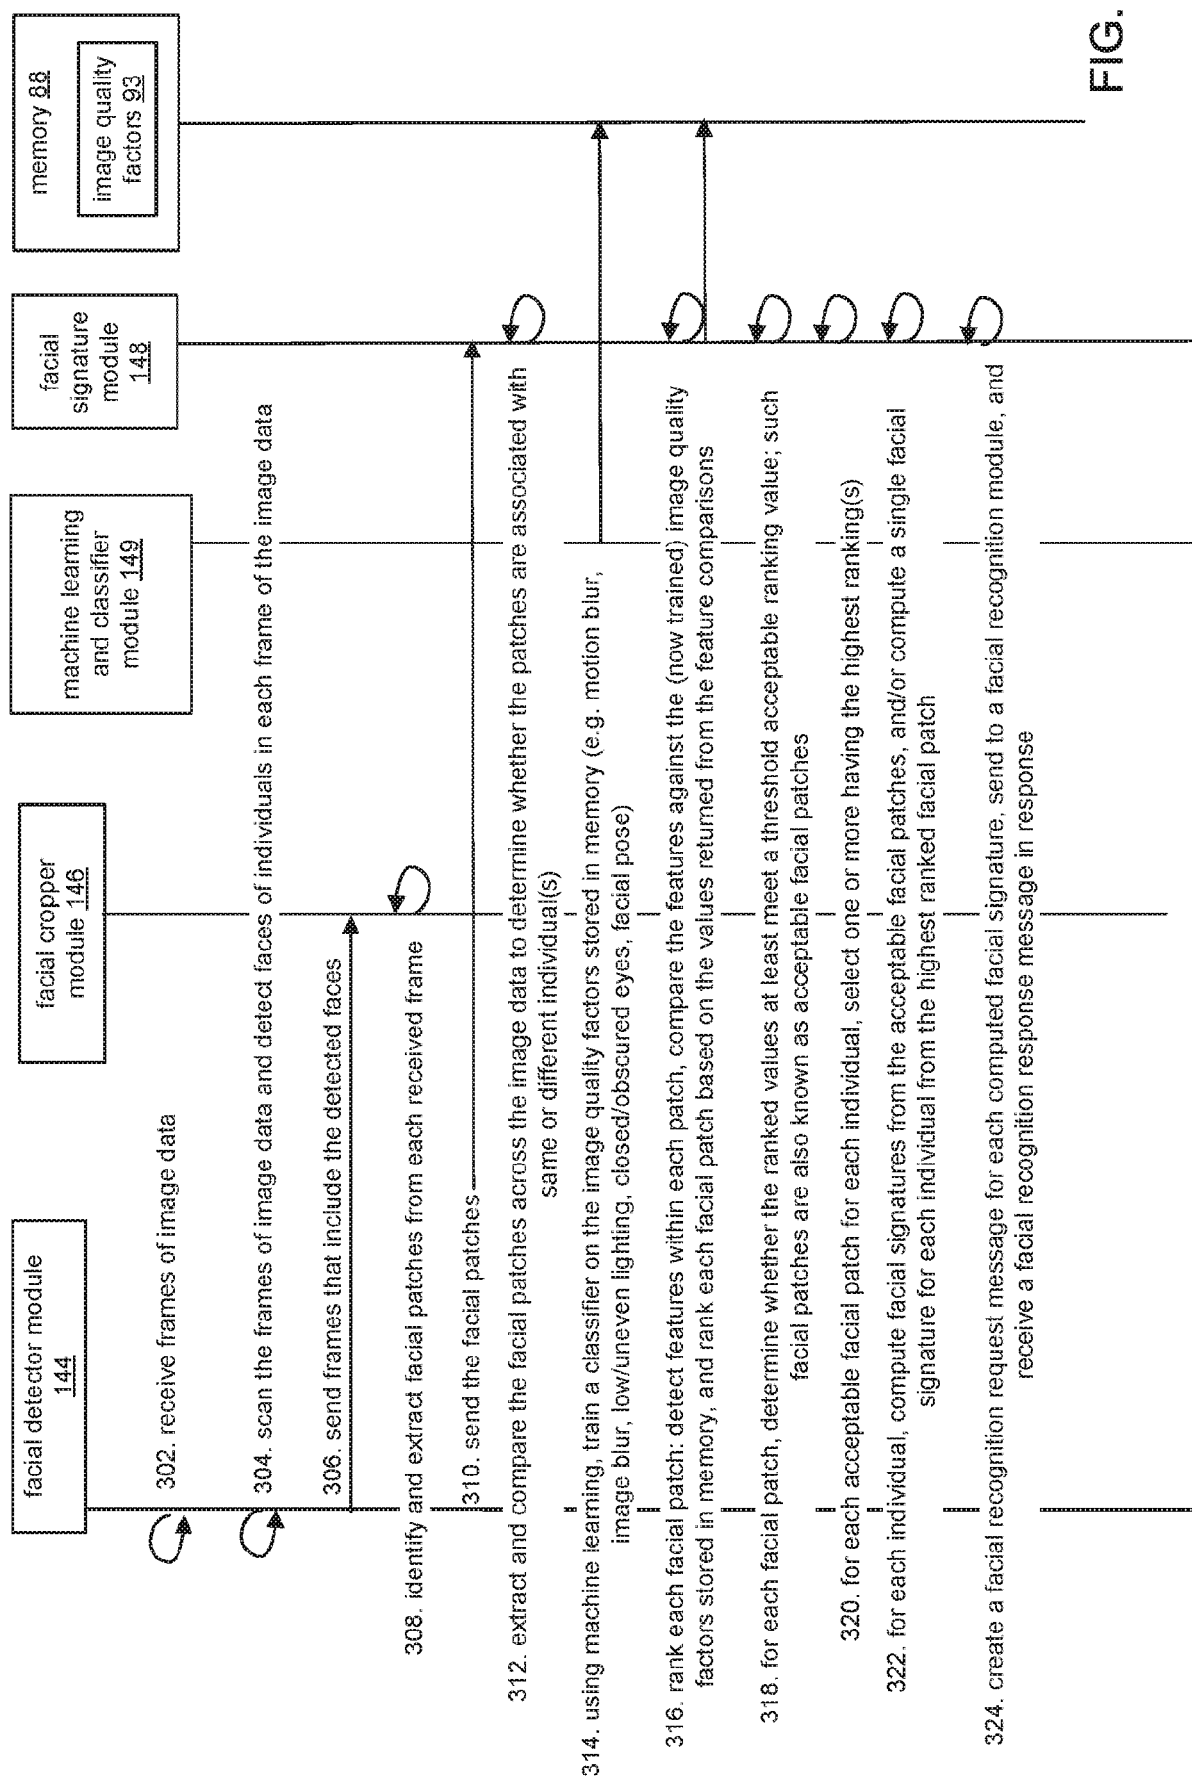 facial detector module
144
facial cropper
module 146
machine learning
and classifier
module 149
facial
signature
module
148
memory 88
image quality
factors 93
302. receive frames of image data
304. scan the frames of image data and detect faces of individuals in each frame of the image data
306. send frames that include the detected faces
308. identify and extract facial patches from each received frame
310. send the facial patches
312. extract and compare the facial patches across the image data to determine whether the patches are associated with
same or different individual(s)
314. using machine learning, train a classifier on the image quality factors stored in memory (e.g. motion blur,
image blur, low/uneven lighting, closed/obscured eyes, facial pose)
316. rank each facial patch: detect features within each patch, compare the features against the (now trained) image quality
factors stored in memory, and rank each facial patch based on the values returned from the feature comparisons
318. for each facial patch, determine whether the ranked values at least meet a threshold acceptable ranking value; such
facial patches are also known as acceptable facial patches
320. for each acceptable facial patch for each individual, select one or more having the highest ranking(s)
322. for each individual, compute facial signatures from the acceptable facial patches, and/or compute a single facial
signature for each individual from the highest ranked facial patch
324. create a facial recognition request message for each computed facial signature, send to a facial recognition module, and
receive a facial recognition response message in response
FIG.